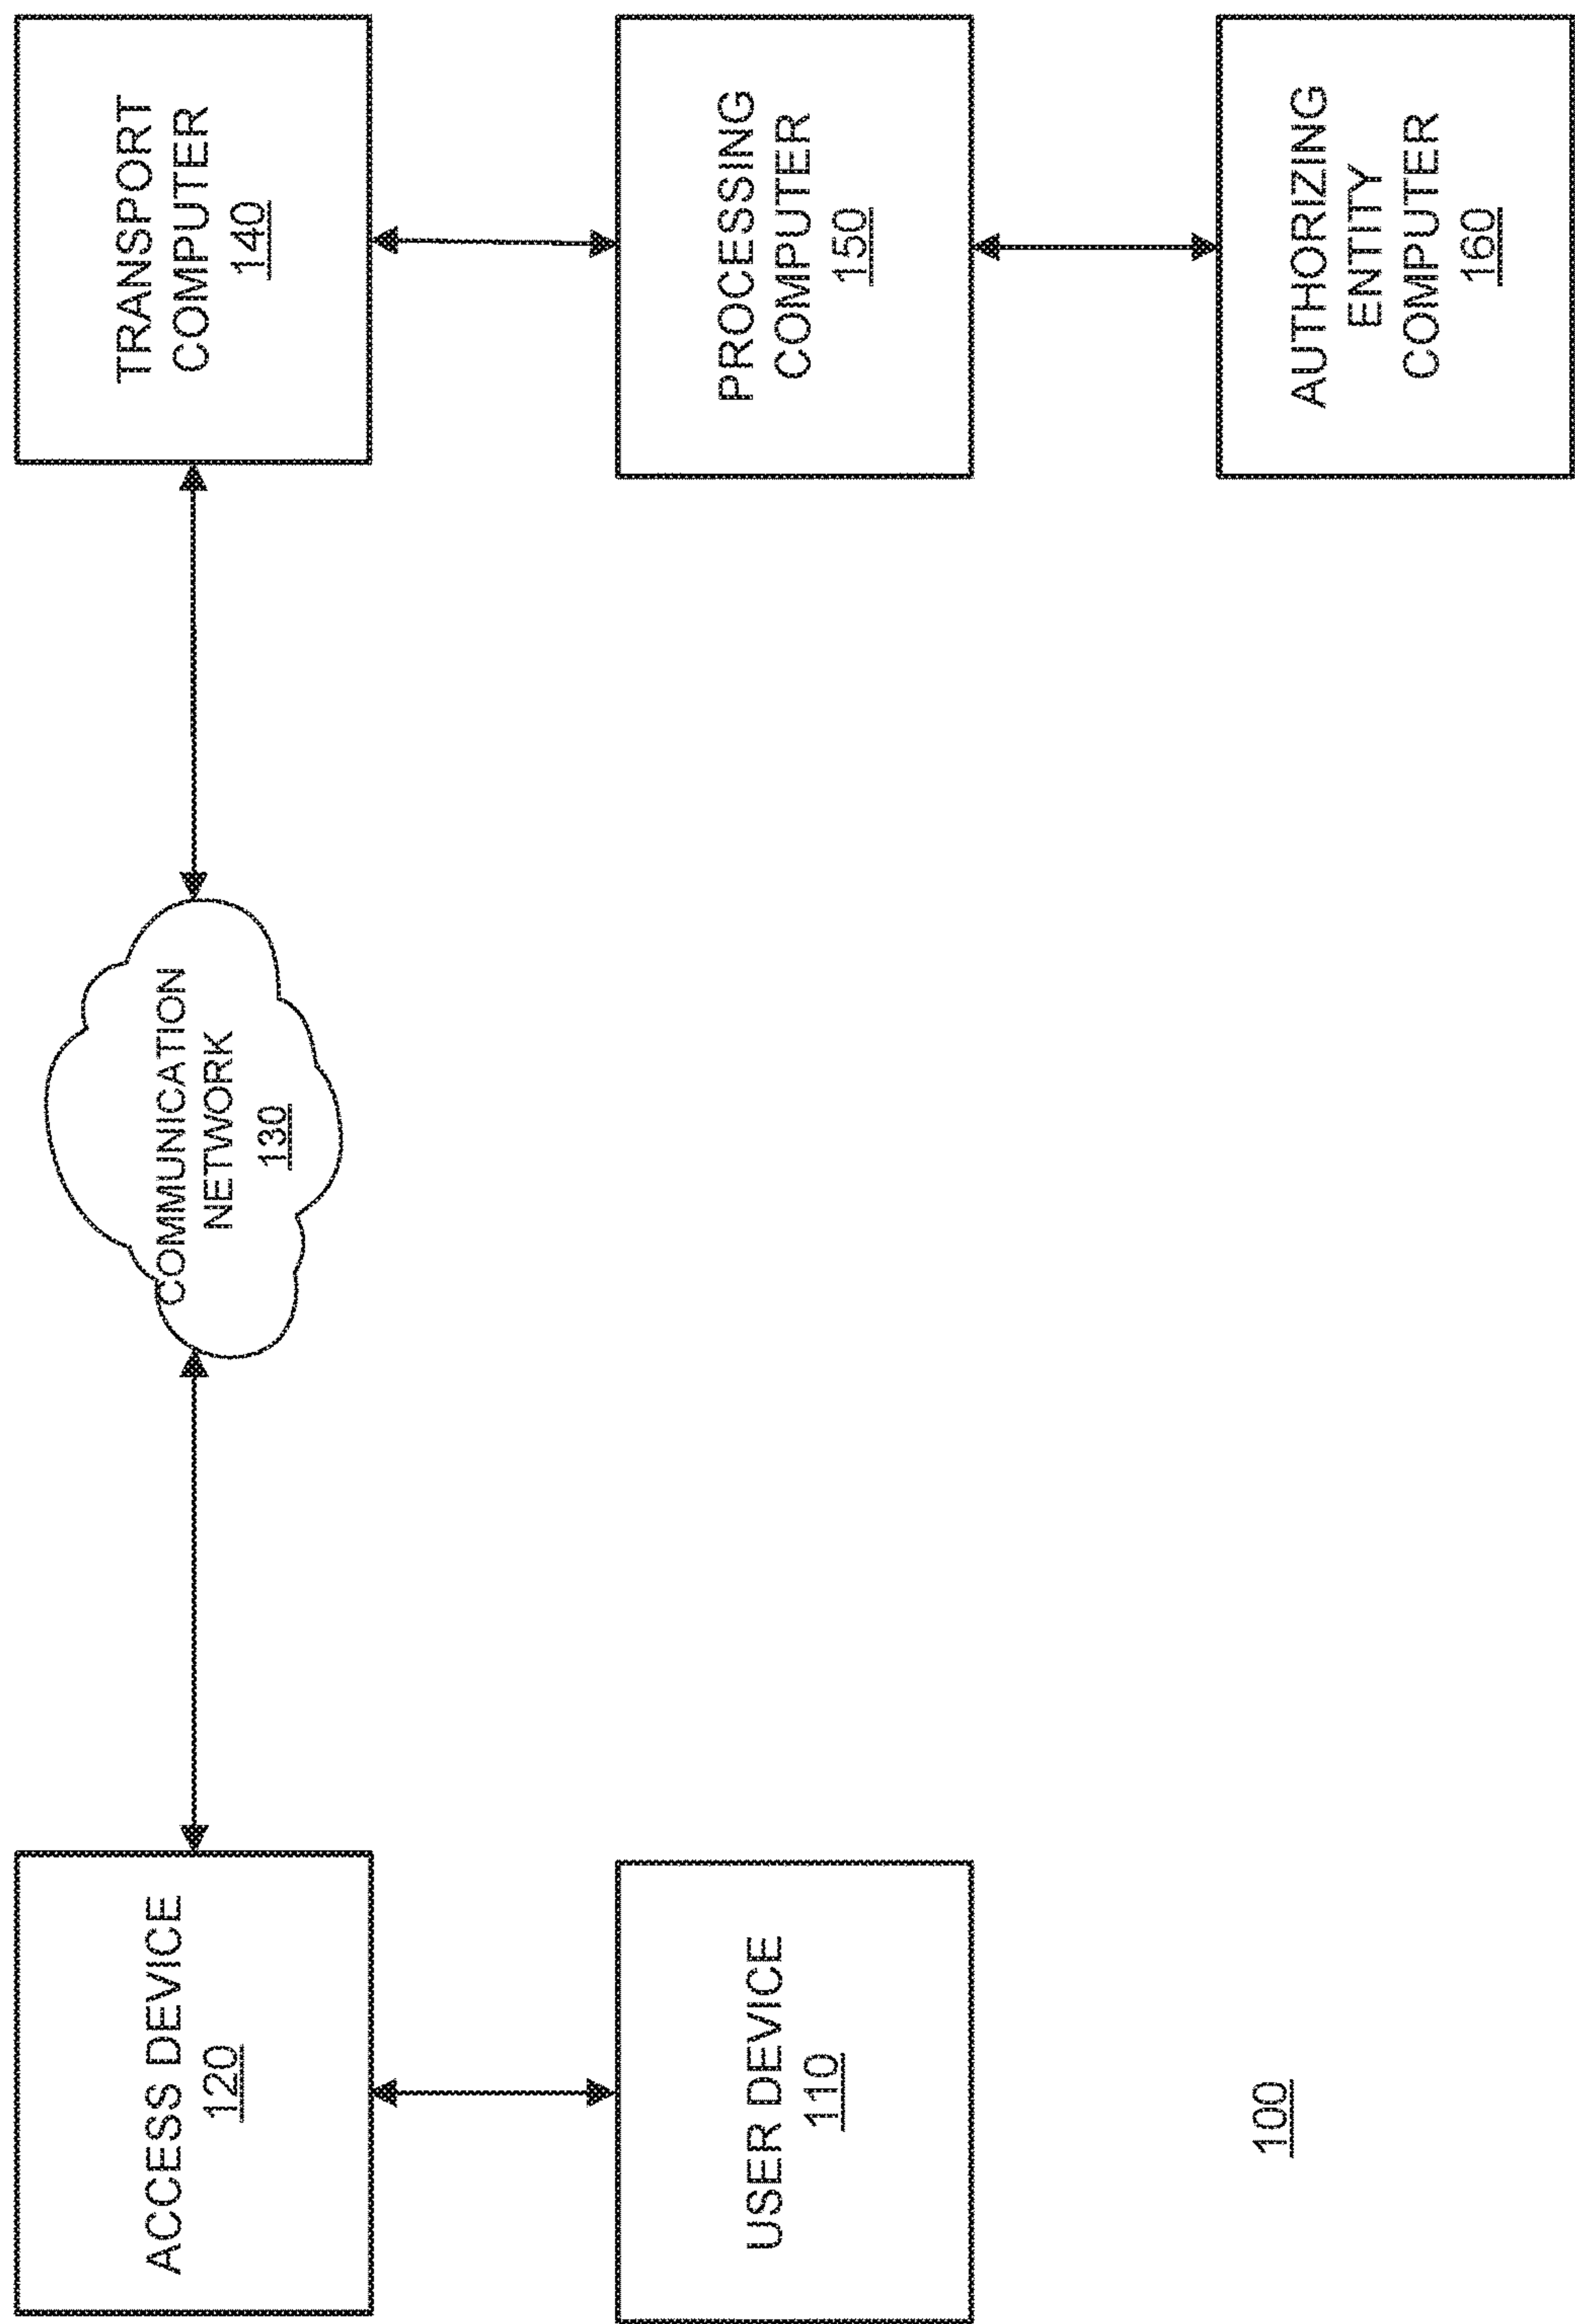 ACCESS DEVICE
120
COMMUNICATION
NETWORK
130
TRANSPORT
COMPUTER
140
USER DEVICE
110
PROCESSING
COMPUTER
150
AUTHORIZING
ENTITY
COMPUTER
160
100